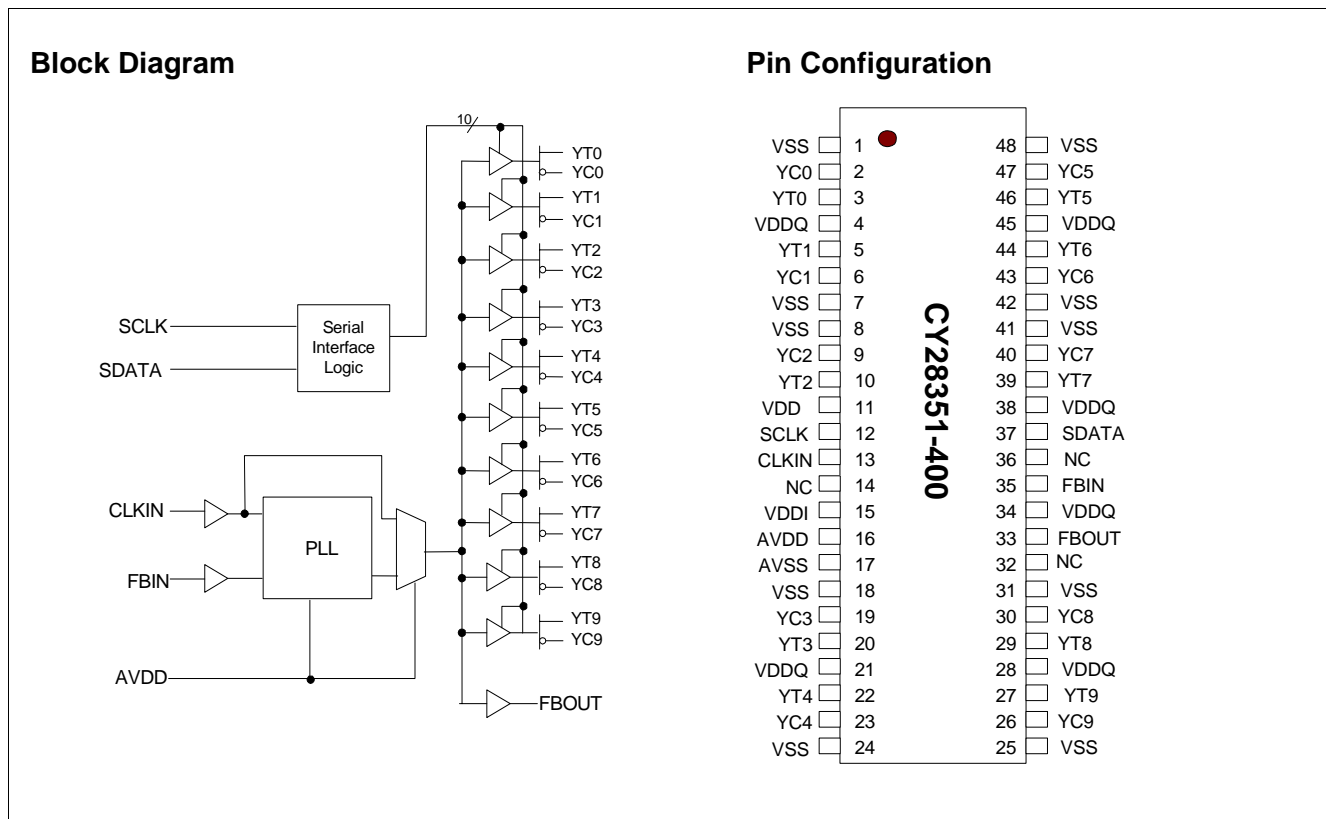 Block Diagram
10
YT0
YC0
YT1
YC1
YT2
YC2
YT3
YC3
YT4
YC4
YT5
YC5
YT6
YC6
YT7
YC7
YT8
YC8
YT9
YC9
SCLK
SDATA
Serial
Interface
Logic
CLKIN
FBIN
PLL
AVDD
FBOUT
Pin Configuration
VSS 1 48 VSS
YC0 2 47 YC5
YT0 3 46 YT5
VDDQ 4 45 VDDQ
YT1 5 44 YT6
YC1 6 43 YC6
VSS 7 42 VSS
VSS 8 41 VSS
YC2 9 40 YC7
YT2 10 39 YT7
VDD 11 38 VDDQ
SCLK 12 37 SDATA
CLKIN 13 36 NC
NC 14 35 FBIN
VDDI 15 34 VDDQ
AVDD 16 33 FBOUT
AVSS 17 32 NC
VSS 18 31 VSS
YC3 19 30 YC8
YT3 20 29 YT8
VDDQ 21 28 VDDQ
YT4 22 27 YT9
YC4 23 26 YC9
VSS 24 25 VSS
CY28351-400